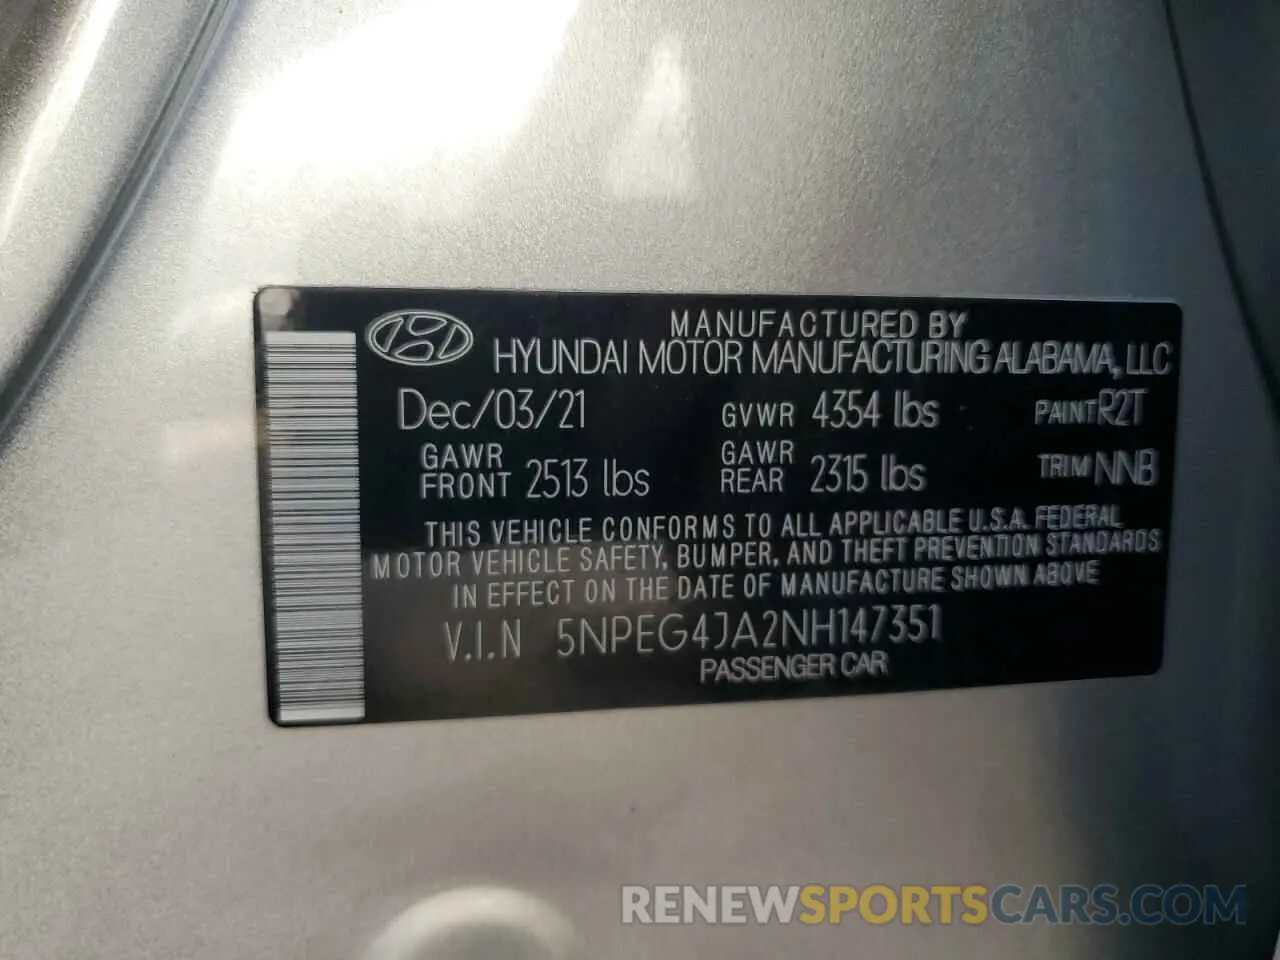 MANUFACTURED BY
HYUNDAI MOTOR MANUFACTURING ALABAMA, LLC
Dec/03/21 GVWR 4354 lbs PAINT R2T
GAWR FRONT 2513 lbs GAWR REAR 2315 lbs TRIM NNB
THIS VEHICLE CONFORMS TO ALL APPLICABLE U.S.A. FEDERAL
MOTOR VEHICLE SAFETY, BUMPER, AND THEFT PREVENTION STANDARDS
IN EFFECT ON THE DATE OF MANUFACTURE SHOWN ABOVE
V.I.N 5NPEG4JA2NH147351
PASSENGER CAR
RENEWSPORTSCARS.COM